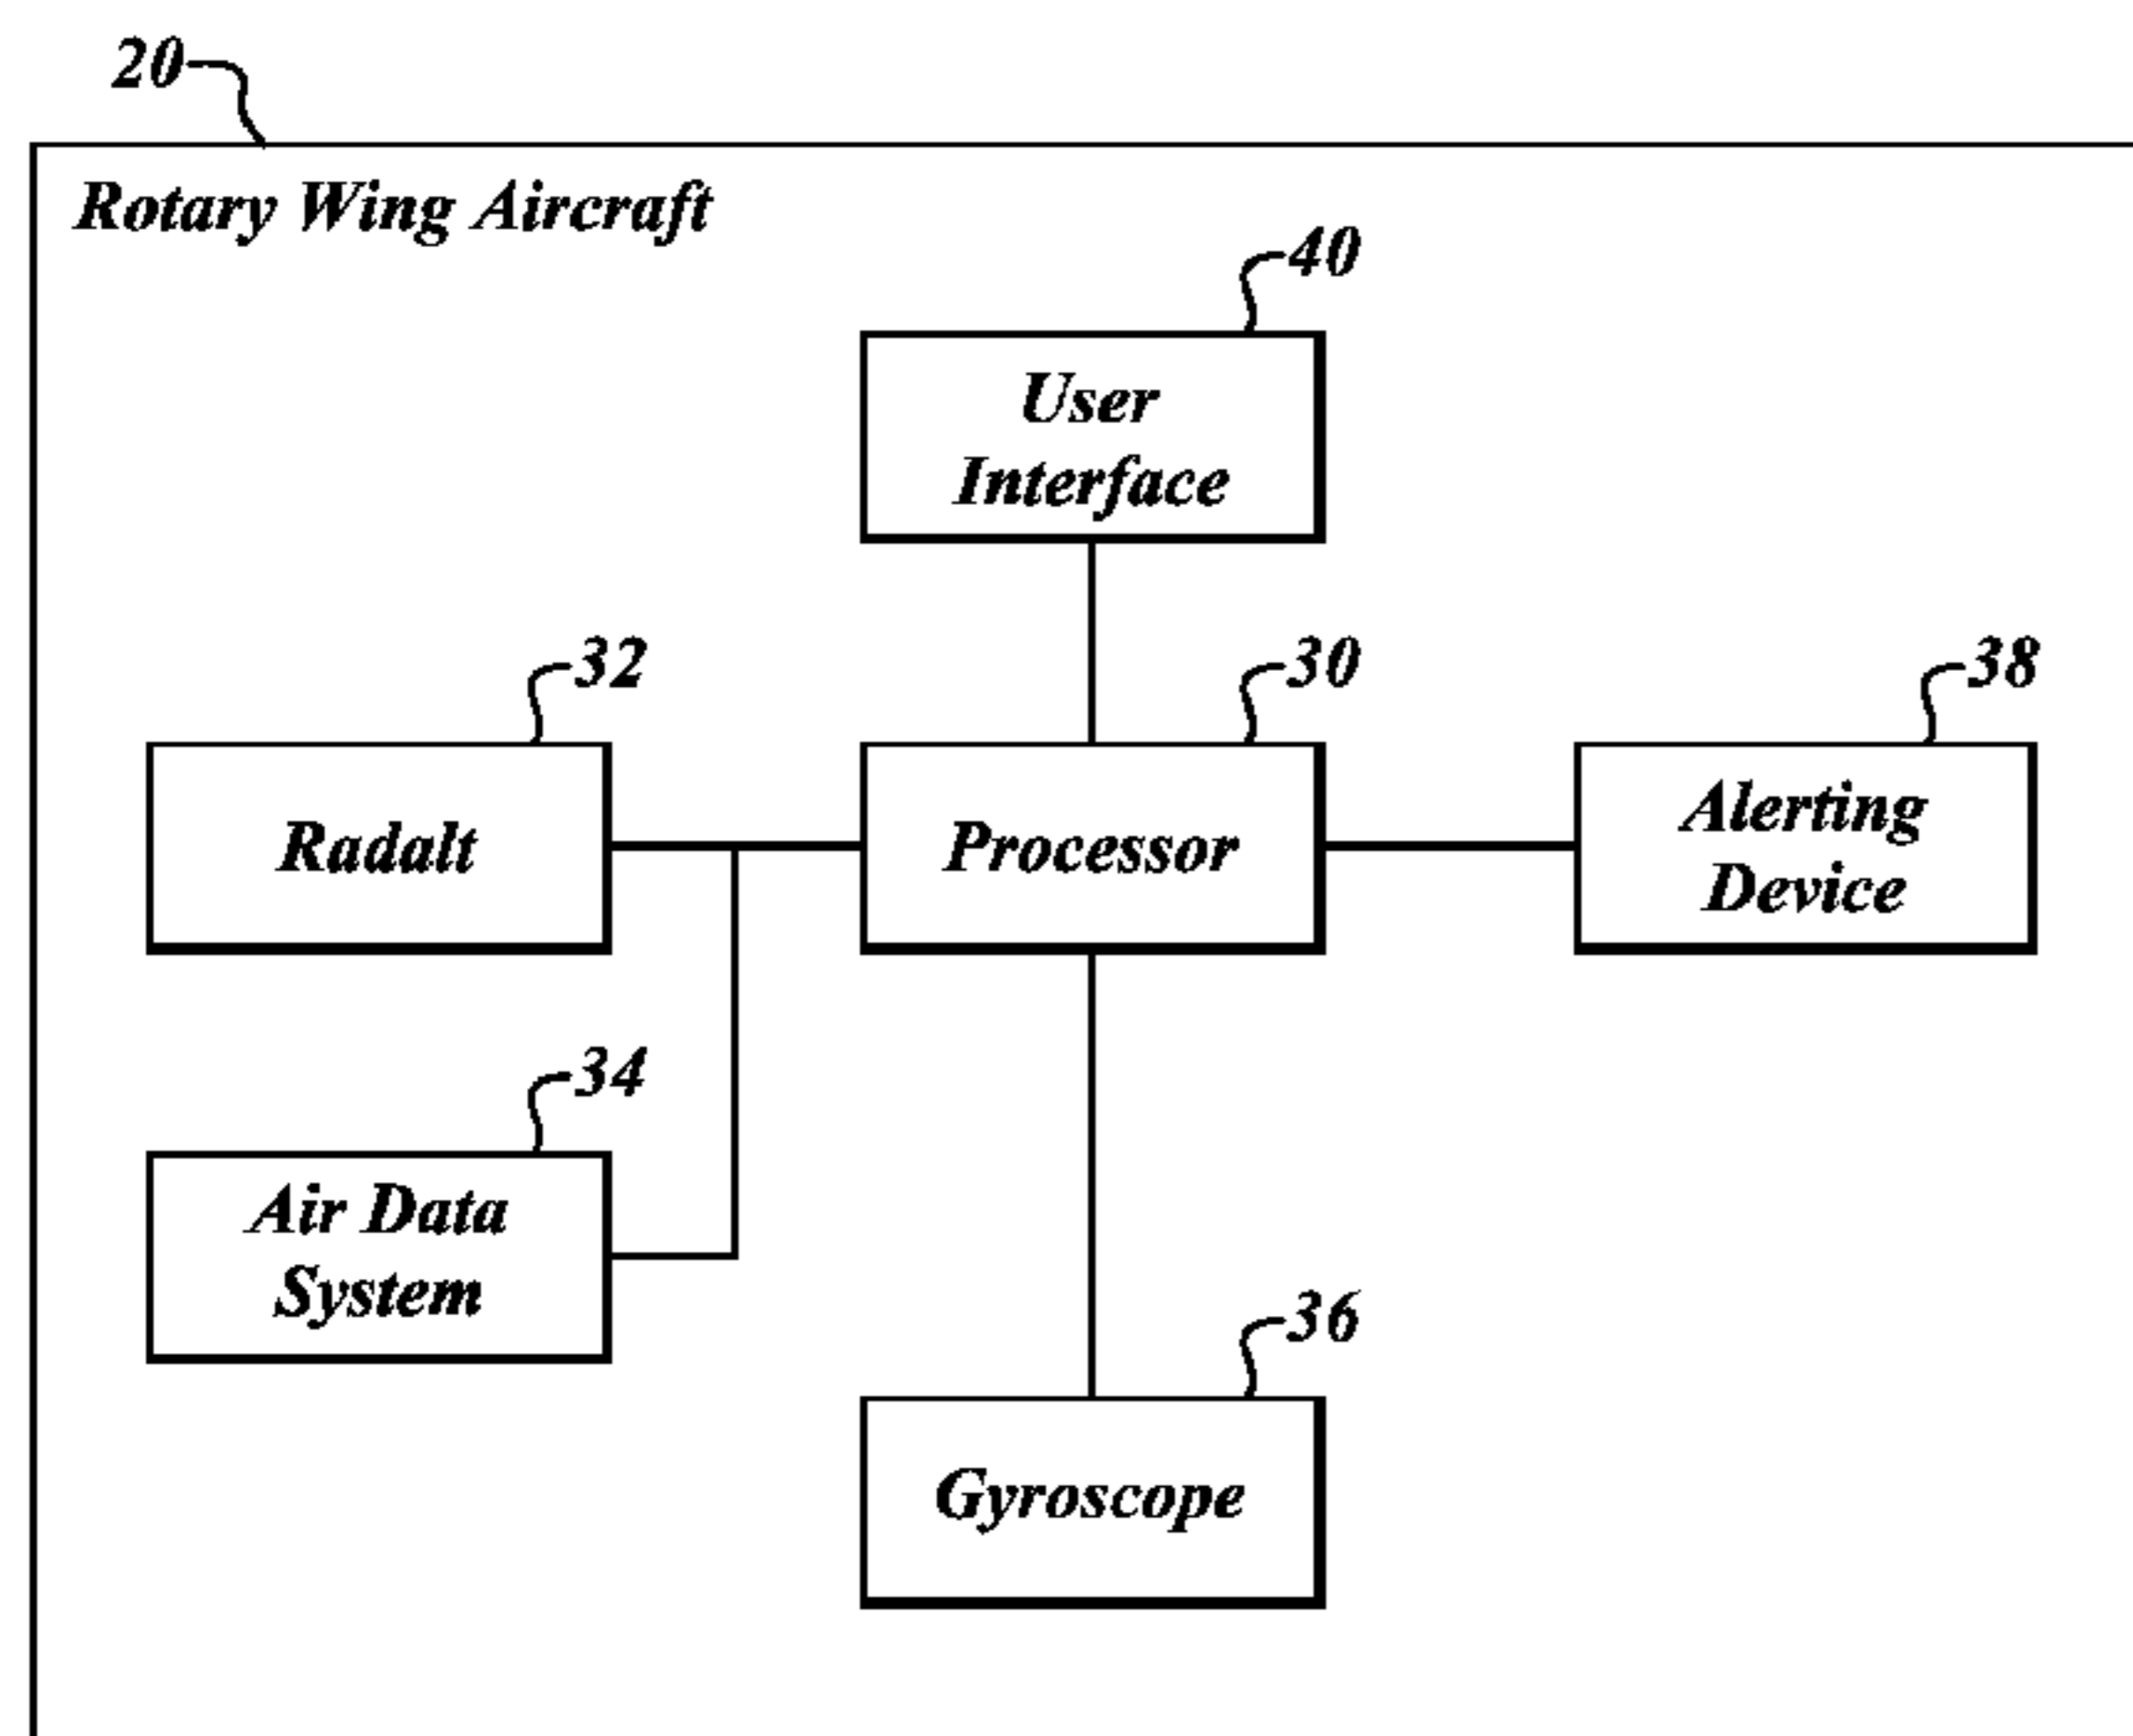 20
Rotary Wing Aircraft
40
User
Interface
32
30
38
Radalt
Processor
Alerting
Device
34
Air Data
System
36
Gyroscope